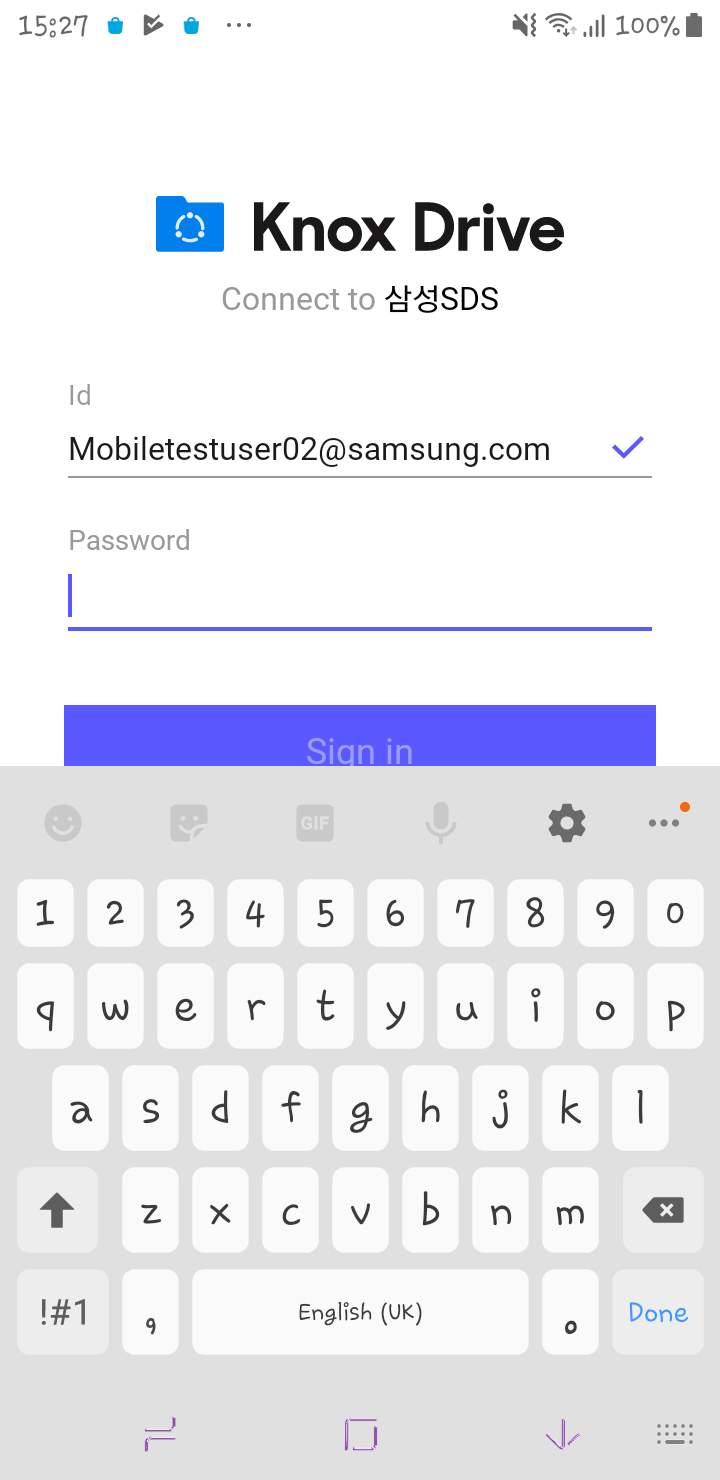 15:27 100%
Knox Drive
Connect to 삼성SDS
Id
Mobiletestuser02@samsung.com
Password
Sign in
GIF
1 2 3 4 5 6 7 8 9 0
q w e r t y u i o p
a s d f g h j k l
z x c v b n m
!#1 , English (UK) . Done